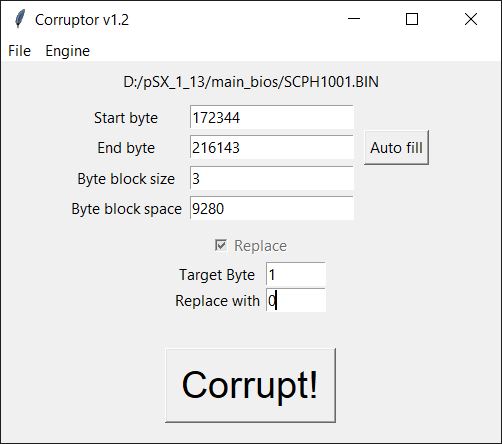 Corruptor v1.2
File Engine
D:/pSX_1_13/main_bios/SCPH1001.BIN
Start byte 172344
End byte 216143 Auto fill
Byte block size 3
Byte block space 9280
Replace
Target Byte 1
Replace with 0
Corrupt!